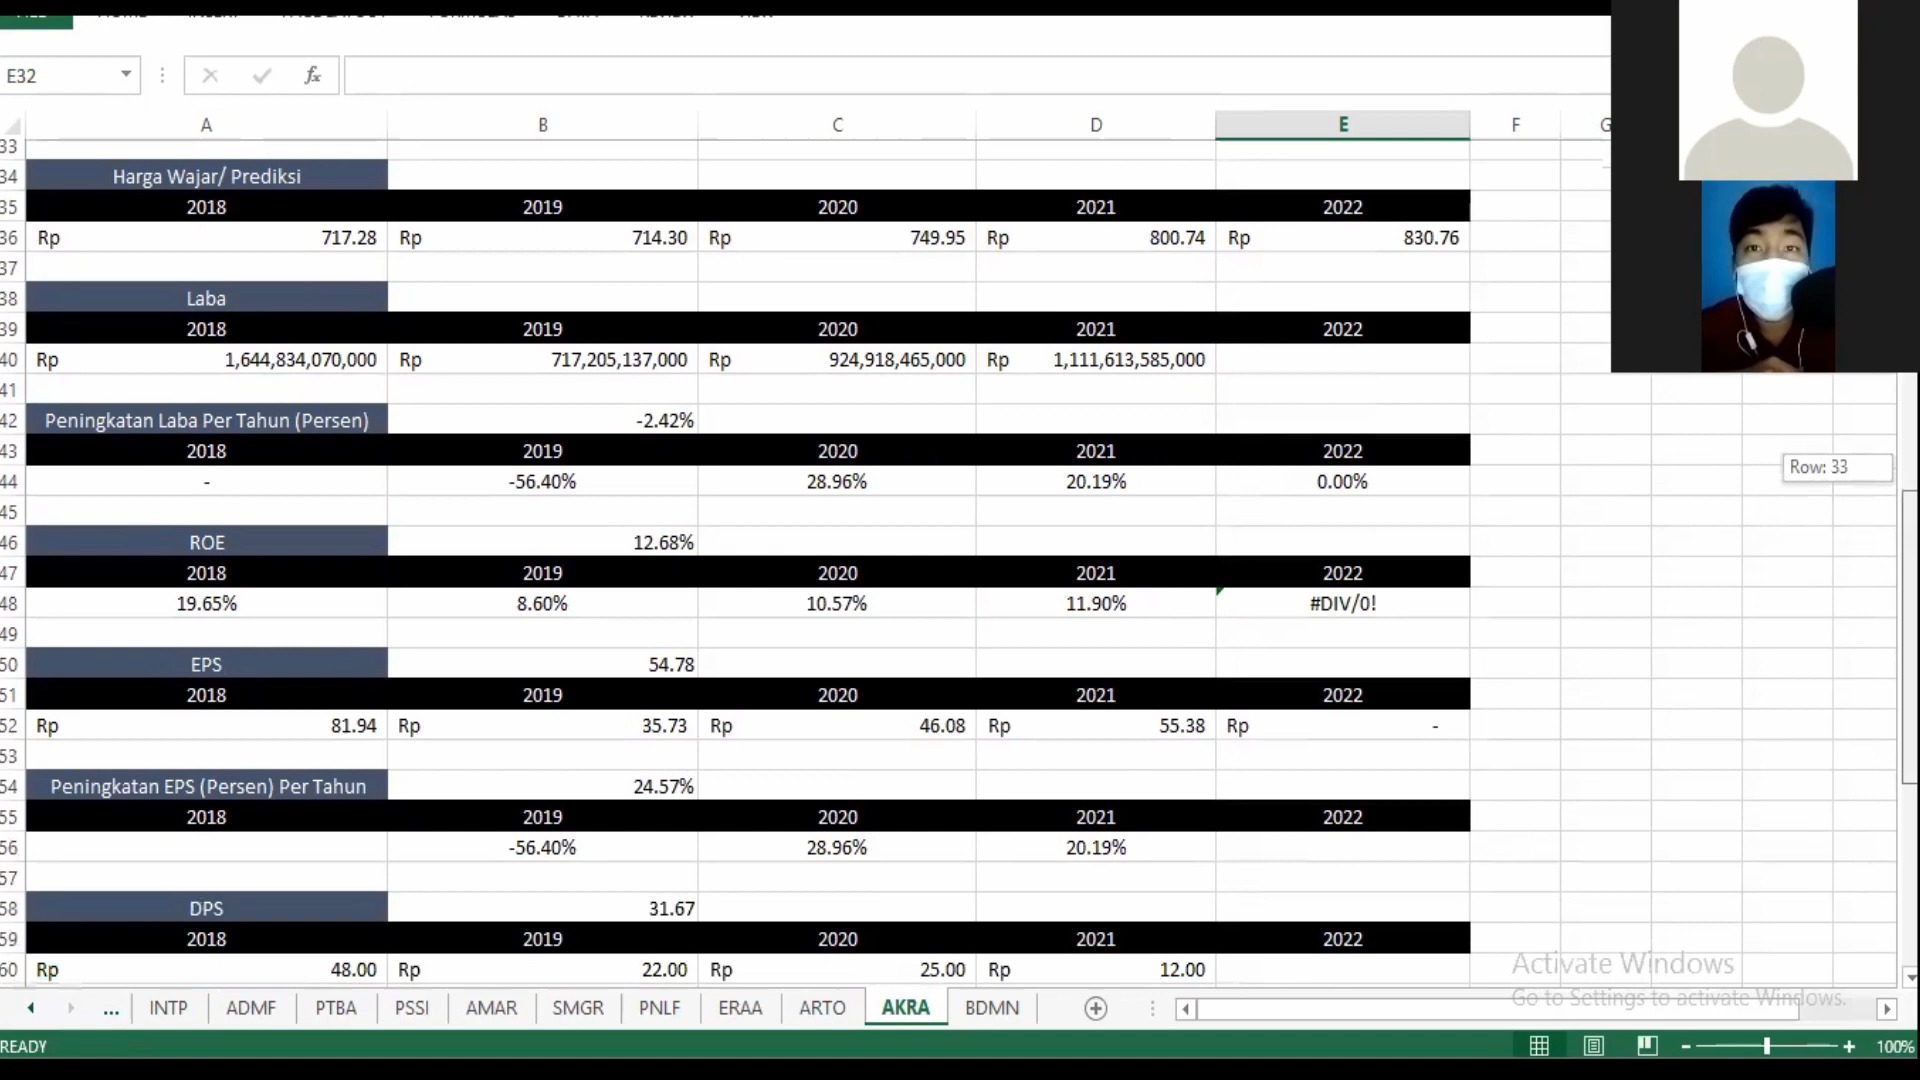 E32
fx
A B C D E F G
33
34 Harga Wajar/ Prediksi
35 2018 2019 2020 2021 2022
36 Rp 717.28 Rp 714.30 Rp 749.95 Rp 800.74 Rp 830.76
37
38 Laba
39 2018 2019 2020 2021 2022
40 Rp 1,644,834,070,000 Rp 717,205,137,000 Rp 924,918,465,000 Rp 1,111,613,585,000
41
42 Peningkatan Laba Per Tahun (Persen) -2.42%
43 2018 2019 2020 2021 2022
Row: 33
44 - -56.40% 28.96% 20.19% 0.00%
45
46 ROE 12.68%
47 2018 2019 2020 2021 2022
48 19.65% 8.60% 10.57% 11.90% #DIV/0!
49
50 EPS 54.78
51 2018 2019 2020 2021 2022
52 Rp 81.94 Rp 35.73 Rp 46.08 Rp 55.38 Rp -
53
54 Peningkatan EPS (Persen) Per Tahun 24.57%
55 2018 2019 2020 2021 2022
56 -56.40% 28.96% 20.19%
57
58 DPS 31.67
59 2018 2019 2020 2021 2022
60 Rp 48.00 Rp 22.00 Rp 25.00 Rp 12.00
Activate Windows
Go to Settings to activate Windows.
... INTP ADMF PTBA PSSI AMAR SMGR PNLF ERAA ARTO AKRA BDMN
READY
100%